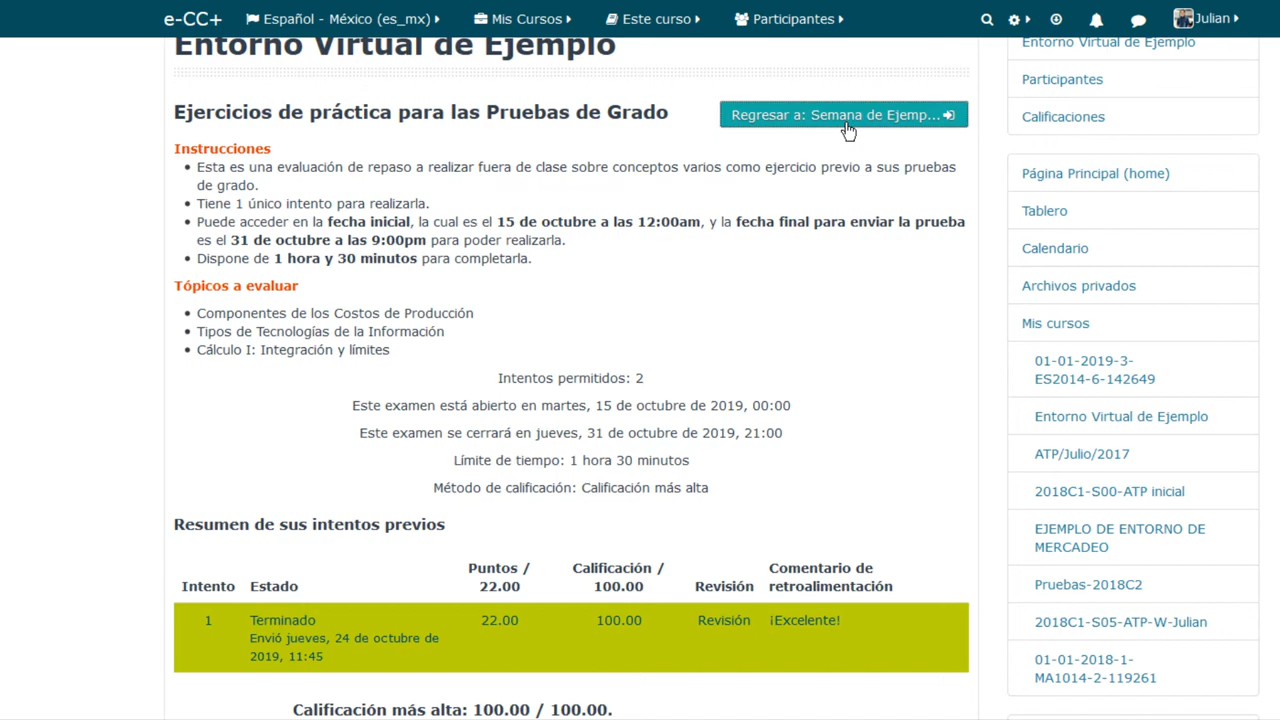 e-CC+ Español - México (es_mx) Mis Cursos Este curso Participantes Julian
Entorno Virtual de Ejemplo
Ejercicios de práctica para las Pruebas de Grado
Regresar a: Semana de Ejemp...
Instrucciones
Esta es una evaluación de repaso a realizar fuera de clase sobre conceptos varios como ejercicio previo a sus pruebas
de grado.
Tiene 1 único intento para realizarla.
Puede acceder en la fecha inicial, la cual es el 15 de octubre a las 12:00am, y la fecha final para enviar la prueba
es el 31 de octubre a las 9:00pm para poder realizarla.
Dispone de 1 hora y 30 minutos para completarla.
Tópicos a evaluar
Componentes de los Costos de Producción
Tipos de Tecnologías de la Información
Cálculo I: Integración y límites
Intentos permitidos: 2
Este examen está abierto en martes, 15 de octubre de 2019, 00:00
Este examen se cerrará en jueves, 31 de octubre de 2019, 21:00
Límite de tiempo: 1 hora 30 minutos
Método de calificación: Calificación más alta
Resumen de sus intentos previos
Intento Estado Puntos / 22.00 Calificación / 100.00 Revisión Comentario de retroalimentación
1 Terminado 22.00 100.00 Revisión ¡Excelente!
Envió jueves, 24 de octubre de
2019, 11:45
Calificación más alta: 100.00 / 100.00.
Entorno Virtual de Ejemplo
Participantes
Calificaciones
Página Principal (home)
Tablero
Calendario
Archivos privados
Mis cursos
01-01-2019-3-
ES2014-6-142649
Entorno Virtual de Ejemplo
ATP/Julio/2017
2018C1-S00-ATP inicial
EJEMPLO DE ENTORNO DE
MERCADEO
Pruebas-2018C2
2018C1-S05-ATP-W-Julian
01-01-2018-1-
MA1014-2-119261